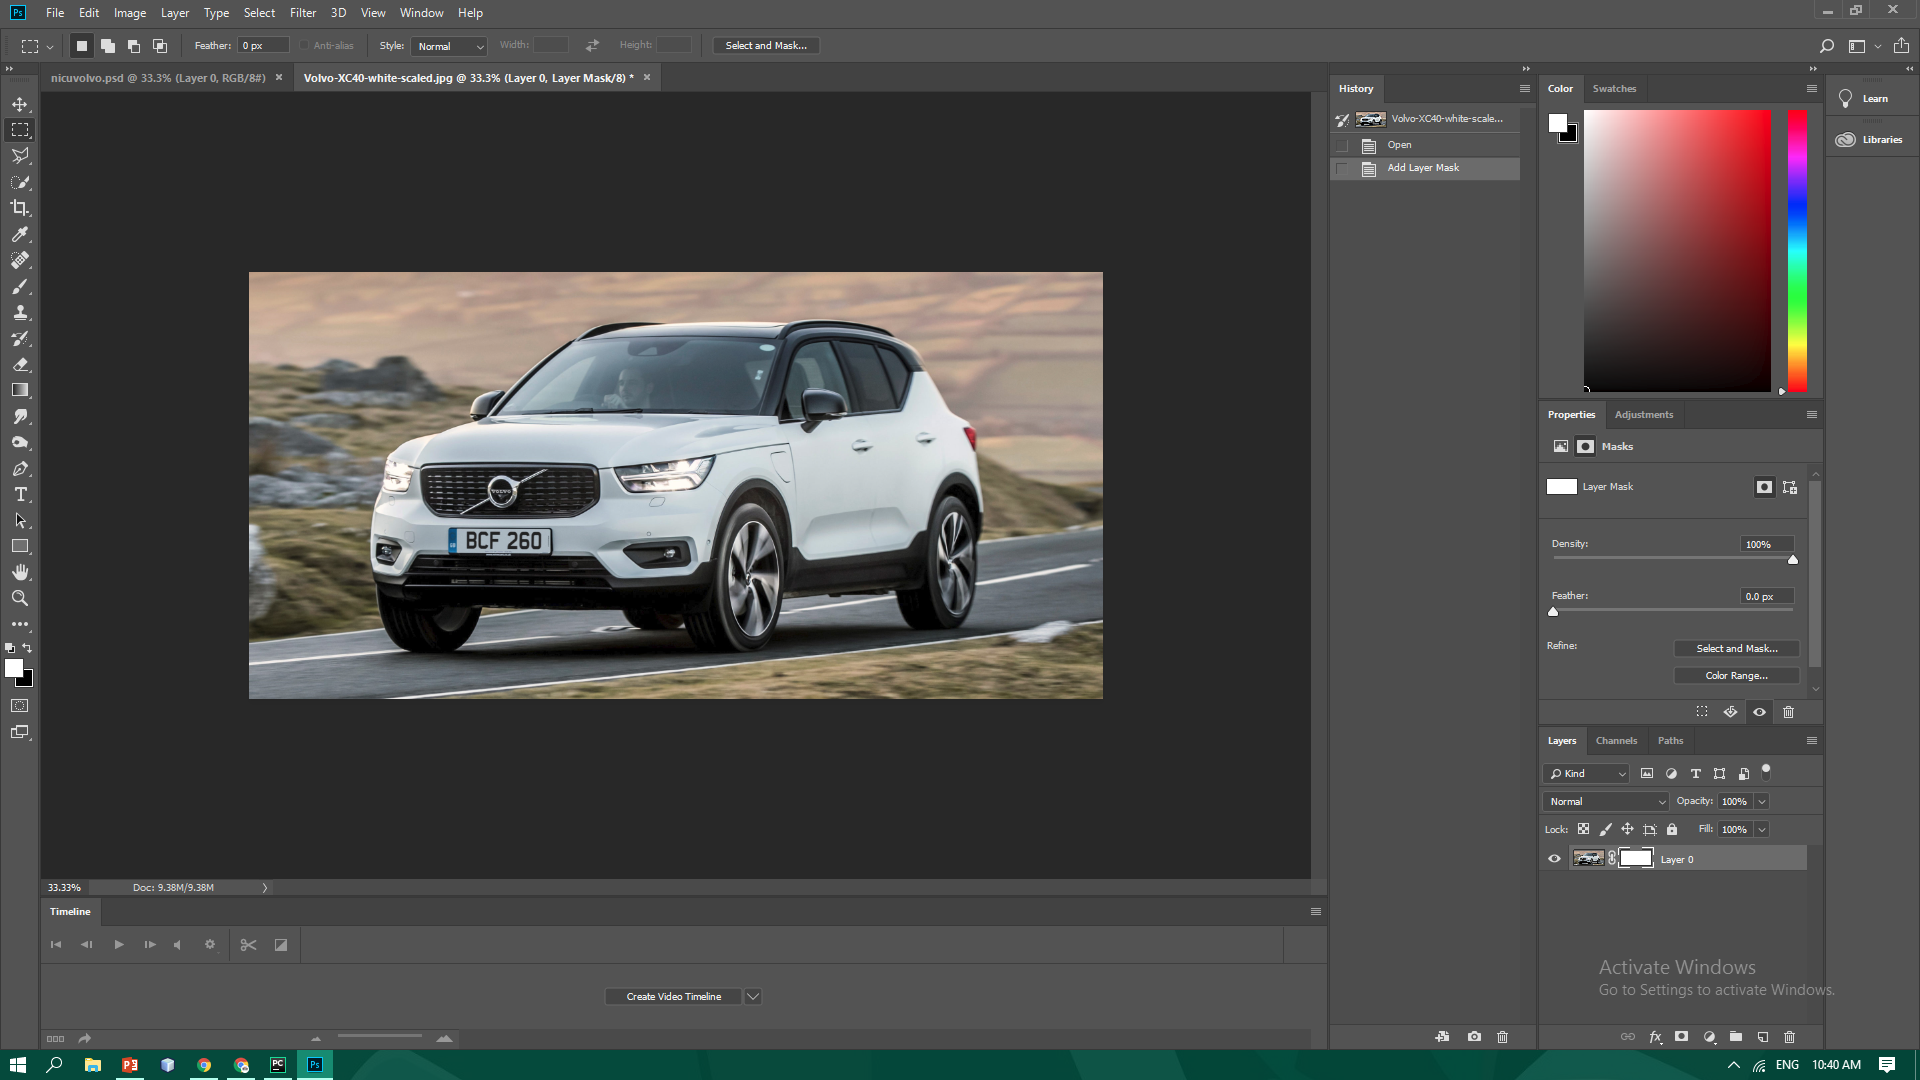 Ps File Edit Image Layer Type Select Filter 3D View Window Help
Feather: 0 px Anti-alias Style: Normal Width: Height: Select and Mask...
nicuvolvo.psd @ 33.3% (Layer 0, RGB/8#) × Volvo-XC40-white-scaled.jpg @ 33.3% (Layer 0, Layer Mask/8) * ×
VOLVO
BCF 260
33.33% Doc: 9.38M/9.38M
Timeline
Create Video Timeline
History
Volvo-XC40-white-scale...
Open
Add Layer Mask
Color Swatches
Learn
Libraries
Properties Adjustments
Masks
Layer Mask
Density: 100%
Feather: 0.0 px
Refine: Select and Mask...
Color Range...
Layers Channels Paths
Kind
Normal Opacity: 100%
Lock: Fill: 100%
Layer 0
fx
Activate Windows
Go to Settings to activate Windows.
PC Ps ENG 10:40 AM